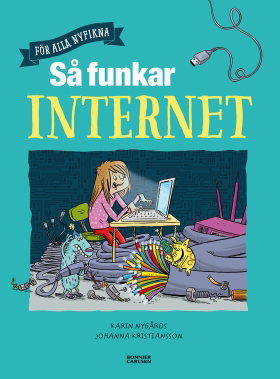 FÖR ALLA NYFIKNA
Så funkar
INTERNET
KARIN NYGÅRDS
JOHANNA KRISTIANSSON
BONNIER
CARLSEN